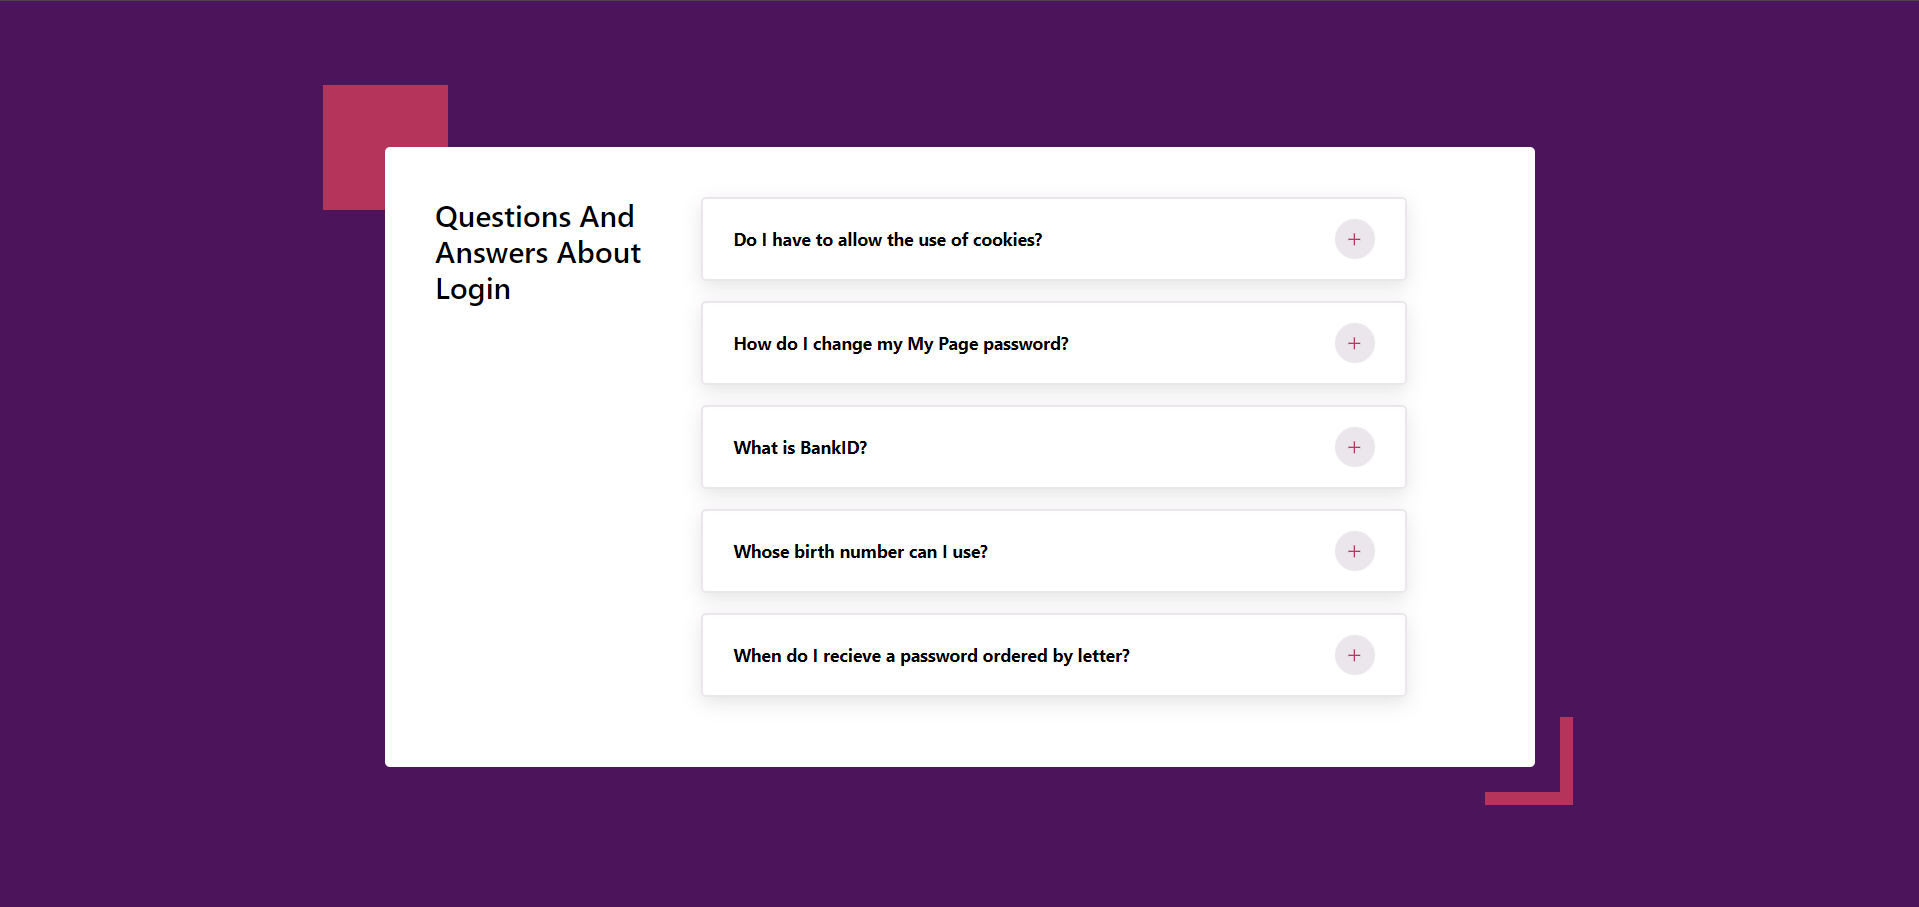 Questions And
Answers About
Login
Do I have to allow the use of cookies?
How do I change my My Page password?
What is BankID?
Whose birth number can I use?
When do I recieve a password ordered by letter?